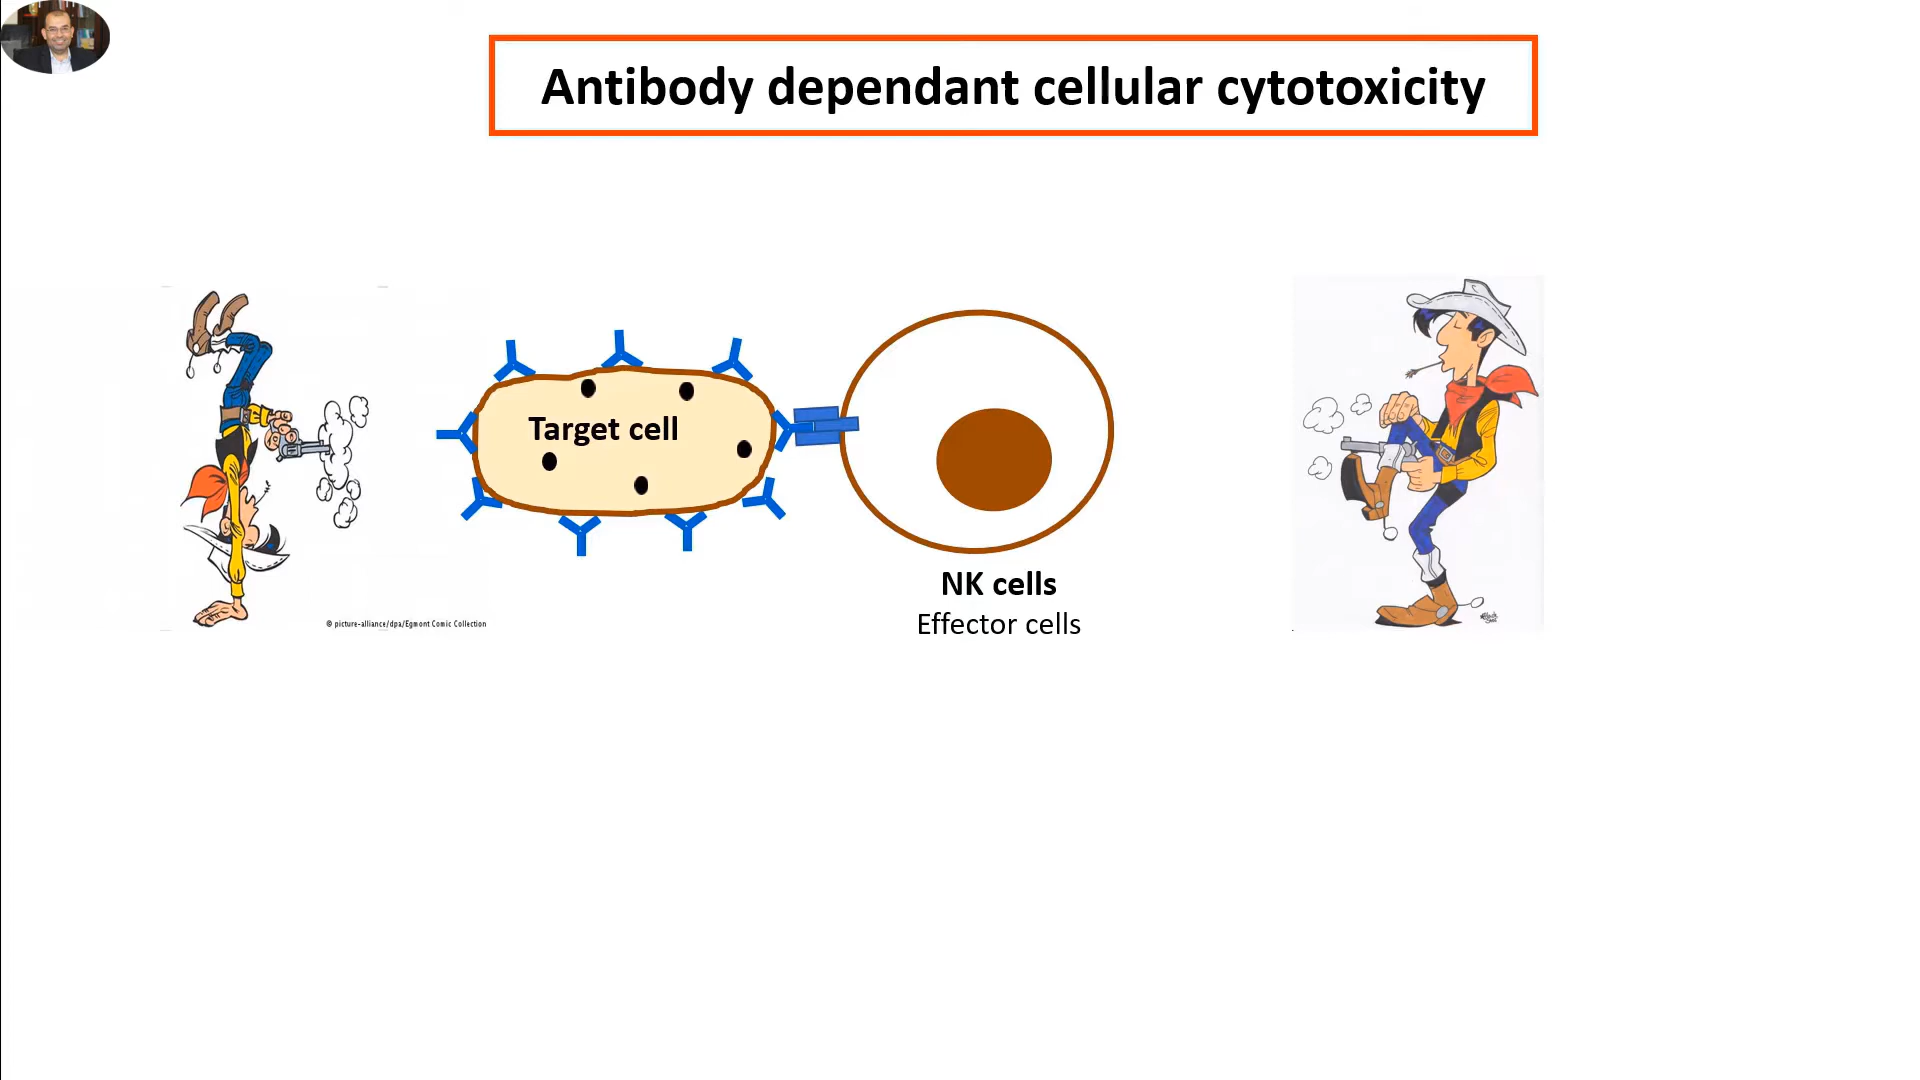 Antibody dependant cellular cytotoxicity
Target cell
NK cells
Effector cells
© picture-alliance/dpa/Egmont Comic Collection